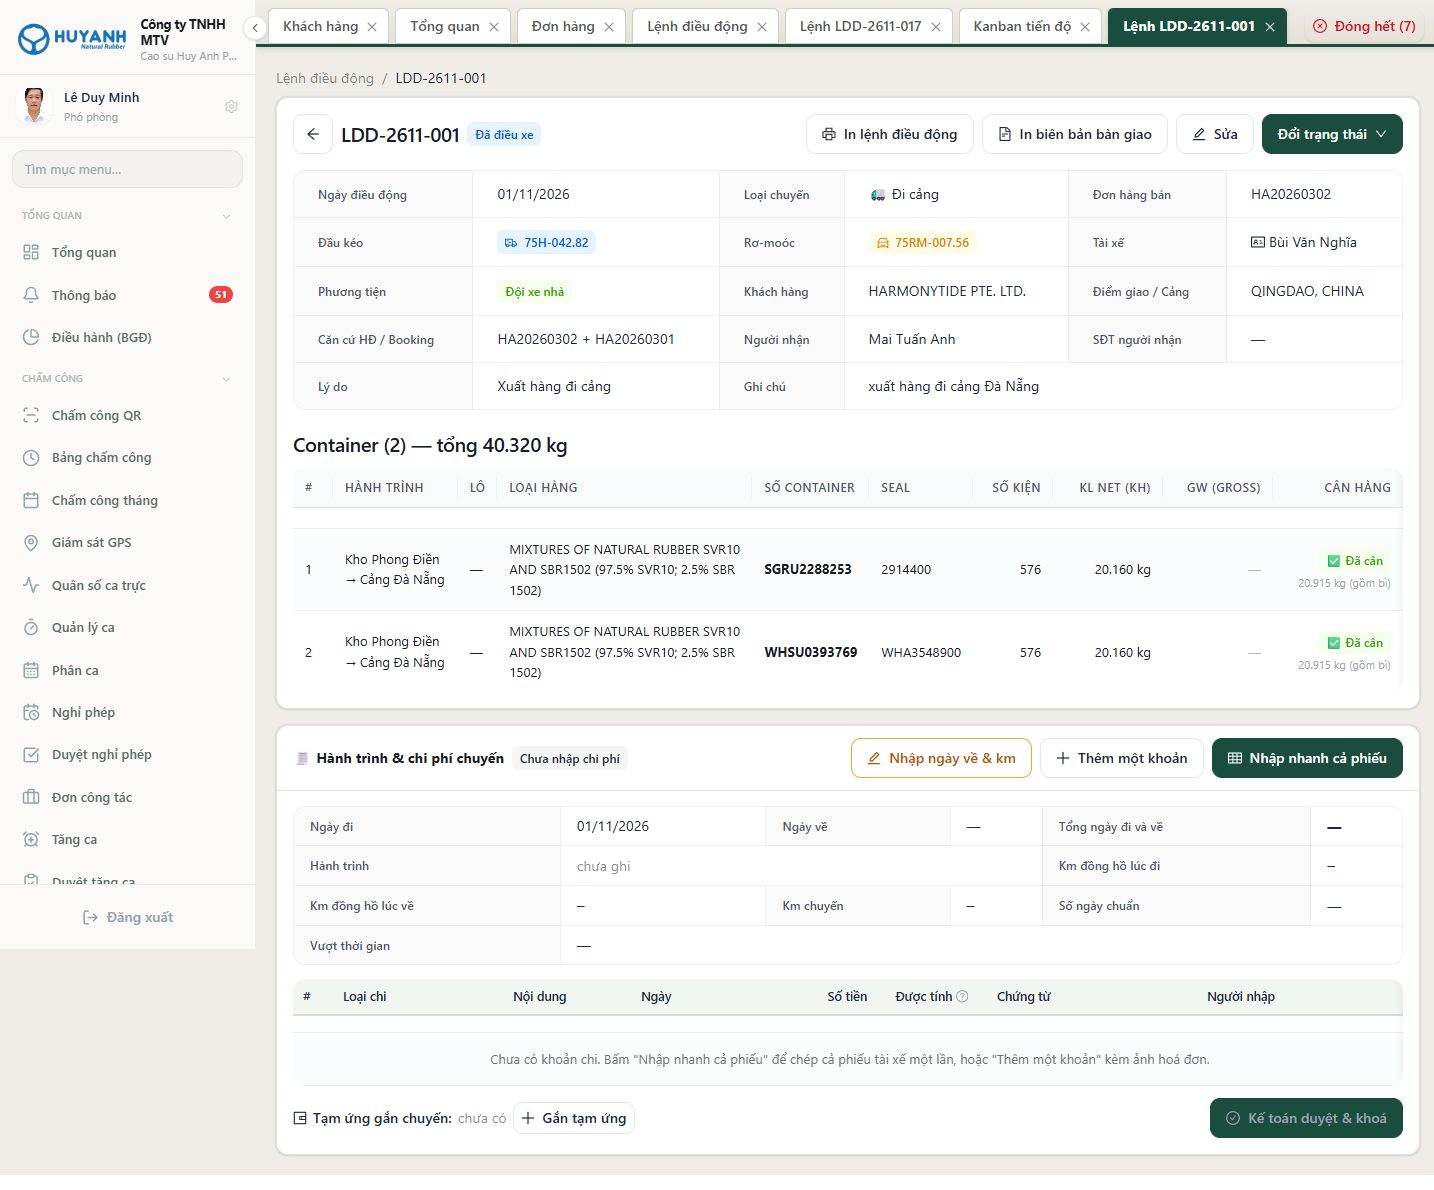 HUYANH
Natural Rubber
Công ty TNHH
MTV
Cao su Huy Anh P...
Lê Duy Minh
Phó phòng
Tìm mục menu...
TỔNG QUAN
Tổng quan
Thông báo 51
Điều hành (BGĐ)
CHẤM CÔNG
Chấm công QR
Bảng chấm công
Chấm công tháng
Giám sát GPS
Quân số ca trực
Quản lý ca
Phân ca
Nghỉ phép
Duyệt nghỉ phép
Đơn công tác
Tăng ca
Duyệt tăng ca
Đăng xuất
Khách hàng
Tổng quan
Đơn hàng
Lệnh điều động
Lệnh LDD-2611-017
Kanban tiến độ
Lệnh LDD-2611-001
Đóng hết (7)
Lệnh điều động / LDD-2611-001
LDD-2611-001 Đã điều xe
In lệnh điều động
In biên bản bàn giao
Sửa
Đổi trạng thái
Ngày điều động 01/11/2026 Loại chuyến Đi cảng Đơn hàng bán HA20260302
Đầu kéo 75H-042.82 Rơ-moóc 75RM-007.56 Tài xế Bùi Văn Nghĩa
Phương tiện Đội xe nhà Khách hàng HARMONYTIDE PTE. LTD. Điểm giao / Cảng QINGDAO, CHINA
Căn cứ HĐ / Booking HA20260302 + HA20260301 Người nhận Mai Tuấn Anh SĐT người nhận —
Lý do Xuất hàng đi cảng Ghi chú xuất hàng đi cảng Đà Nẵng
Container (2) — tổng 40.320 kg
# HÀNH TRÌNH LÔ LOẠI HÀNG SỐ CONTAINER SEAL SỐ KIỆN KL NET (KH) GW (GROSS) CÂN HÀNG
1 Kho Phong Điền → Cảng Đà Nẵng — MIXTURES OF NATURAL RUBBER SVR10 AND SBR1502 (97.5% SVR10; 2.5% SBR 1502) SGRU2288253 2914400 576 20.160 kg — Đã cân 20.915 kg (gồm bì)
2 Kho Phong Điền → Cảng Đà Nẵng — MIXTURES OF NATURAL RUBBER SVR10 AND SBR1502 (97.5% SVR10; 2.5% SBR 1502) WHSU0393769 WHA3548900 576 20.160 kg — Đã cân 20.915 kg (gồm bì)
Hành trình & chi phí chuyến Chưa nhập chi phí
Nhập ngày về & km
Thêm một khoản
Nhập nhanh cả phiếu
Ngày đi 01/11/2026 Ngày về — Tổng ngày đi và về —
Hành trình chưa ghi Km đồng hồ lúc đi –
Km đồng hồ lúc về – Km chuyến – Số ngày chuẩn —
Vượt thời gian —
# Loại chi Nội dung Ngày Số tiền Được tính Chứng từ Người nhập
Chưa có khoản chi. Bấm "Nhập nhanh cả phiếu" để chép cả phiếu tài xế một lần, hoặc "Thêm một khoản" kèm ảnh hoá đơn.
Tạm ứng gắn chuyến: chưa có
Gắn tạm ứng
Kế toán duyệt & khoá